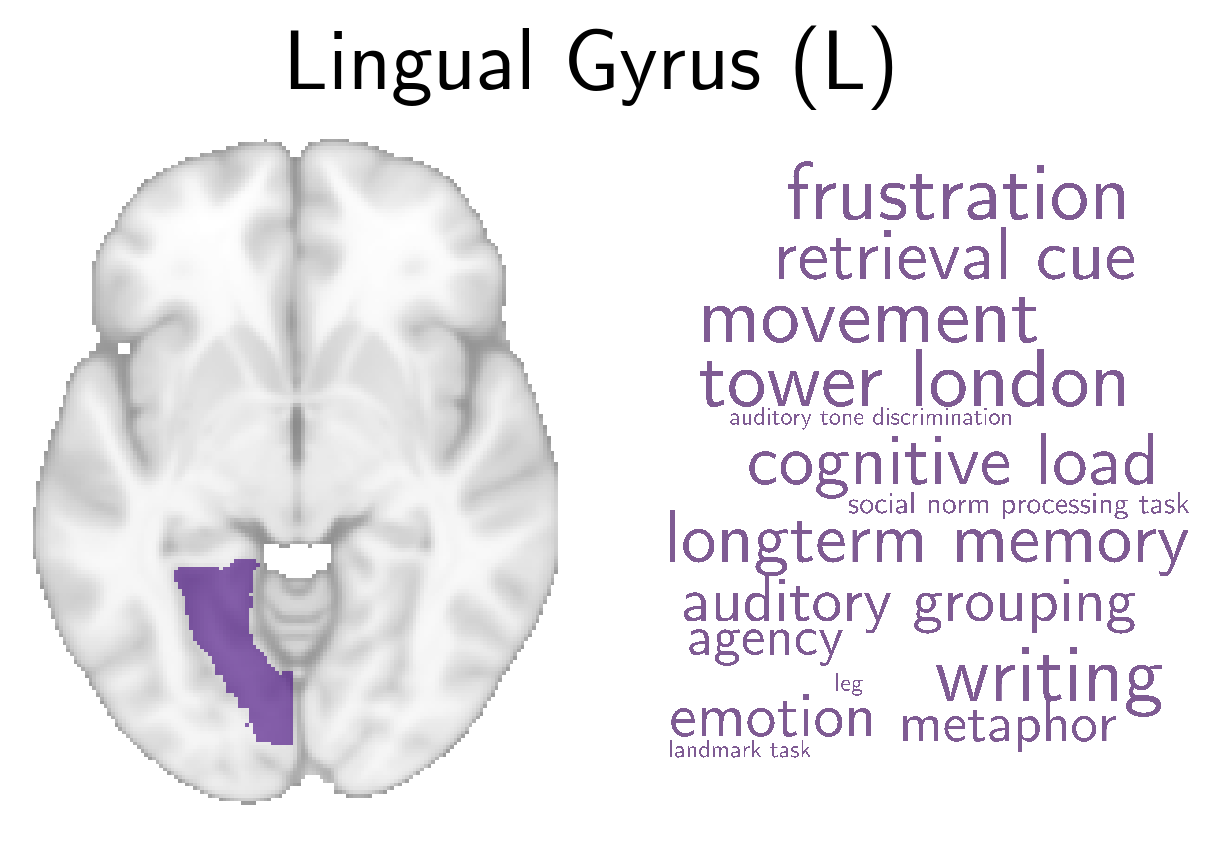 Lingual Gyrus (L)
frustration
retrieval cue
movement
tower london
auditory tone discrimination
cognitive load
social norm processing task
longterm memory
auditory grouping
agency
writing
leg
emotion
metaphor
landmark task